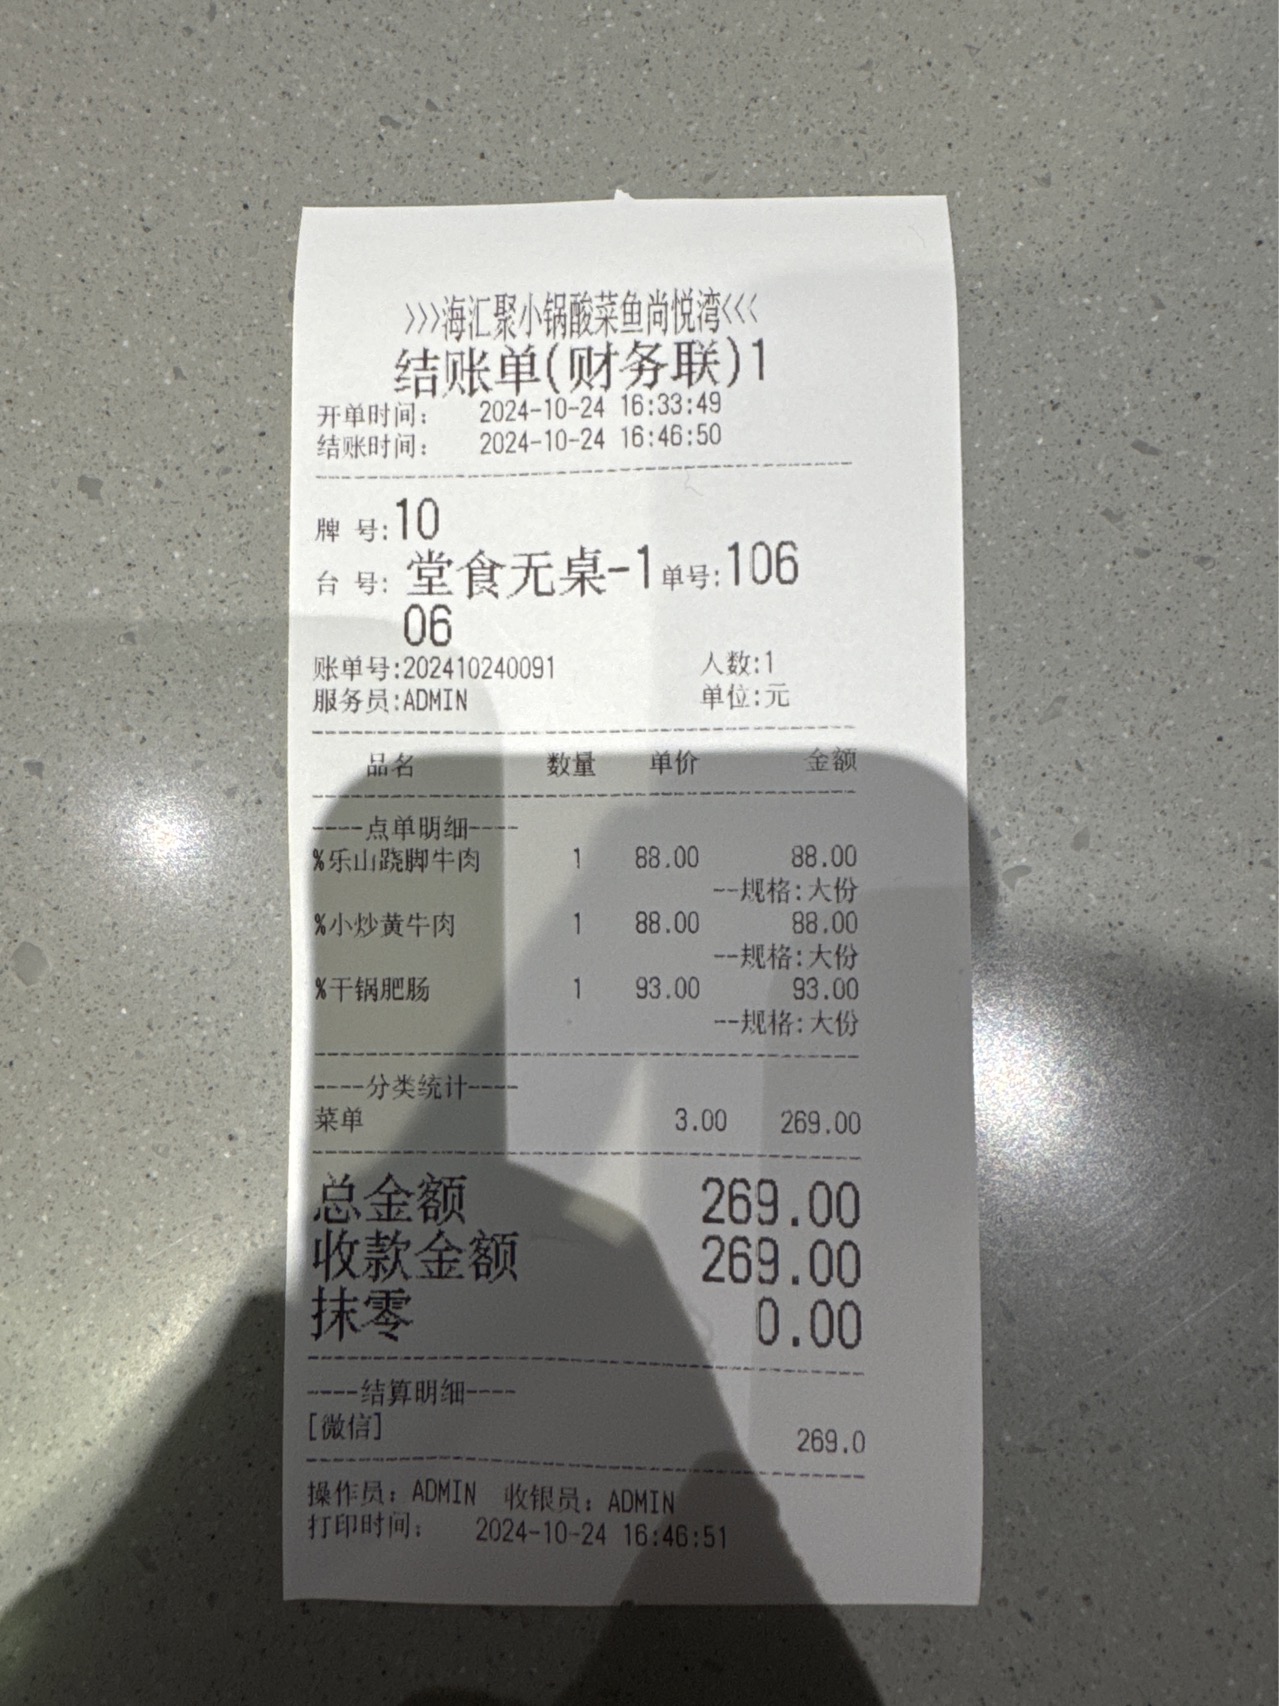 >>>海汇聚小锅酸菜鱼尚悦湾<<<
结账单(财务联)1
开单时间： 2024-10-24 16:33:49
结账时间： 2024-10-24 16:46:50
牌 号:10
台 号: 堂食无桌-1 单号:106
06
账单号:202410240091 人数:1
服务员:ADMIN 单位:元
品名 数量 单价 金额
----点单明细----
%乐山跷脚牛肉 1 88.00 88.00
--规格:大份
%小炒黄牛肉 1 88.00 88.00
--规格:大份
%干锅肥肠 1 93.00 93.00
--规格:大份
----分类统计----
菜单 3.00 269.00
总金额 269.00
收款金额 269.00
抹零 0.00
----结算明细----
[微信] 269.0
操作员：ADMIN 收银员：ADMIN
打印时间： 2024-10-24 16:46:51